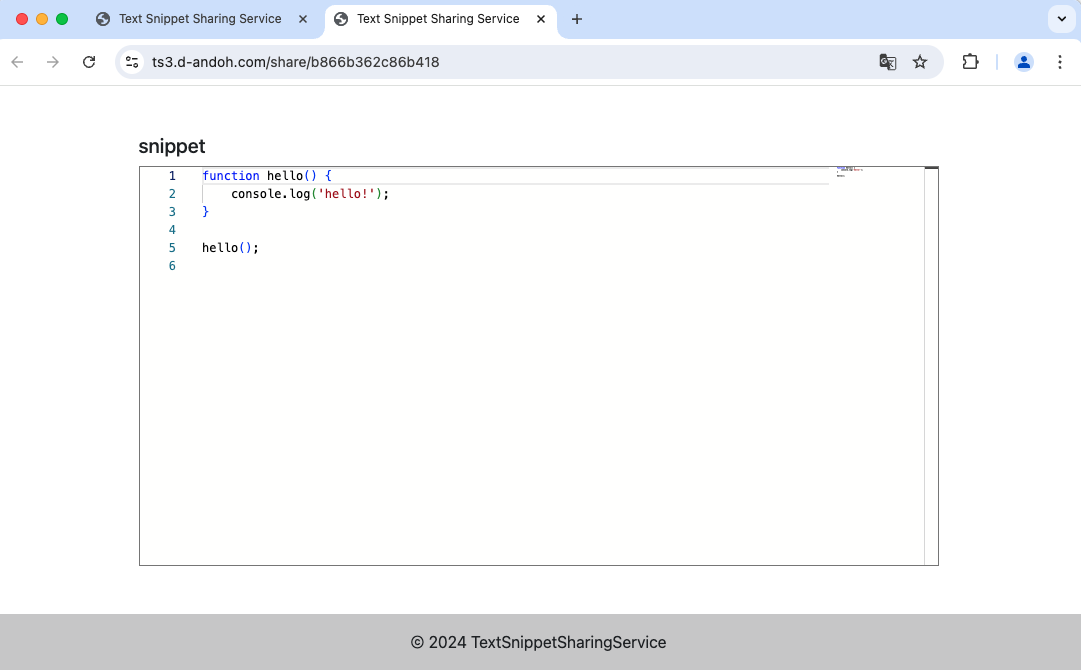 Text Snippet Sharing Service
Text Snippet Sharing Service
ts3.d-andoh.com/share/b866b362c86b418
snippet
1 function hello() {
2 console.log('hello!');
3 }
4
5 hello();
6
© 2024 TextSnippetSharingService